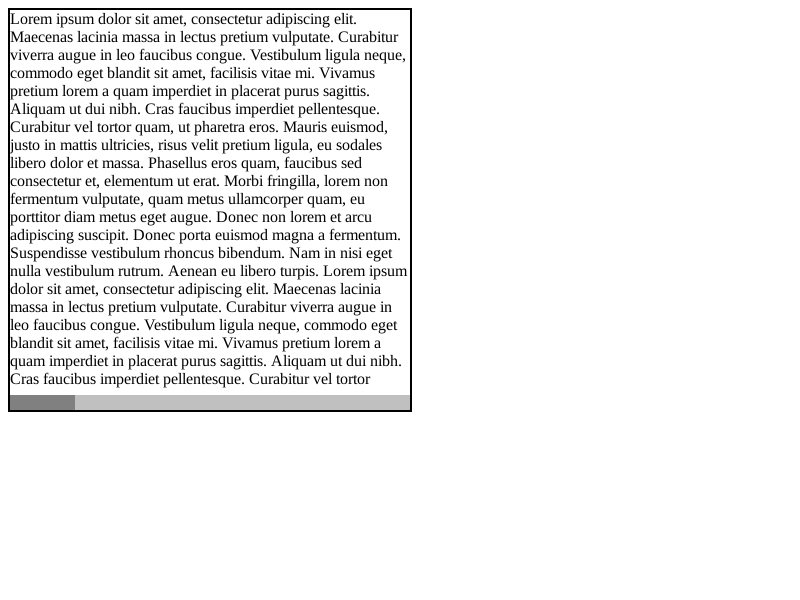 Lorem ipsum dolor sit amet, consectetur adipiscing elit.
Maecenas lacinia massa in lectus pretium vulputate. Curabitur
viverra augue in leo faucibus congue. Vestibulum ligula neque,
commodo eget blandit sit amet, facilisis vitae mi. Vivamus
pretium lorem a quam imperdiet in placerat purus sagittis.
Aliquam ut dui nibh. Cras faucibus imperdiet pellentesque.
Curabitur vel tortor quam, ut pharetra eros. Mauris euismod,
justo in mattis ultricies, risus velit pretium ligula, eu sodales
libero dolor et massa. Phasellus eros quam, faucibus sed
consectetur et, elementum ut erat. Morbi fringilla, lorem non
fermentum vulputate, quam metus ullamcorper quam, eu
porttitor diam metus eget augue. Donec non lorem et arcu
adipiscing suscipit. Donec porta euismod magna a fermentum.
Suspendisse vestibulum rhoncus bibendum. Nam in nisi eget
nulla vestibulum rutrum. Aenean eu libero turpis. Lorem ipsum
dolor sit amet, consectetur adipiscing elit. Maecenas lacinia
massa in lectus pretium vulputate. Curabitur viverra augue in
leo faucibus congue. Vestibulum ligula neque, commodo eget
blandit sit amet, facilisis vitae mi. Vivamus pretium lorem a
quam imperdiet in placerat purus sagittis. Aliquam ut dui nibh.
Cras faucibus imperdiet pellentesque. Curabitur vel tortor